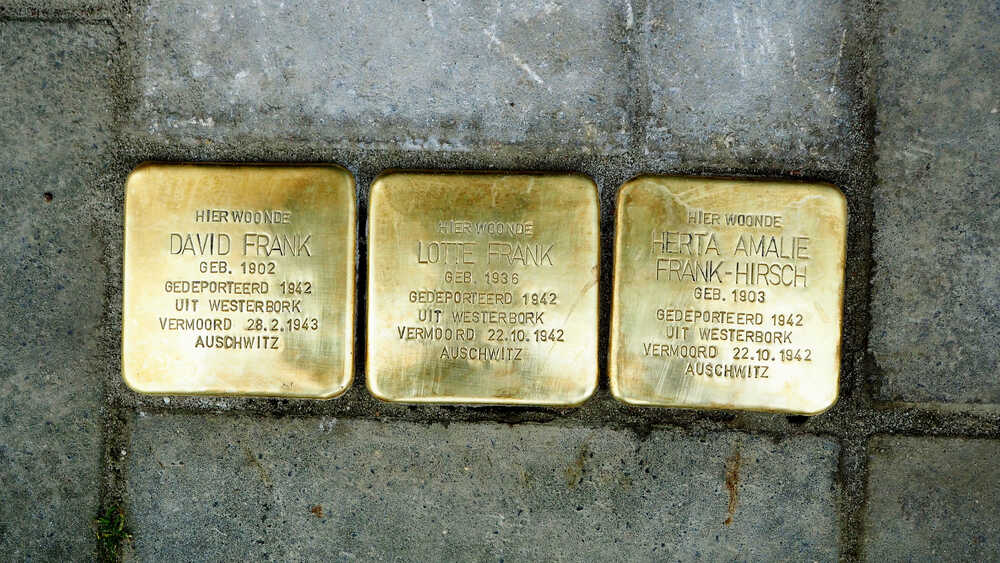 HIER WOONDE
DAVID FRANK
GEB. 1902
GEDEPORTEERD 1942
UIT WESTERBORK
VERMOORD 28.2.1943
AUSCHWITZ
HIER WOONDE
LOTTE FRANK
GEB. 1936
GEDEPORTEERD 1942
UIT WESTERBORK
VERMOORD 22.10.1942
AUSCHWITZ
HIER WOONDE
HERTA AMALIE
FRANK-HIRSCH
GEB. 1903
GEDEPORTEERD 1942
UIT WESTERBORK
VERMOORD 22.10.1942
AUSCHWITZ